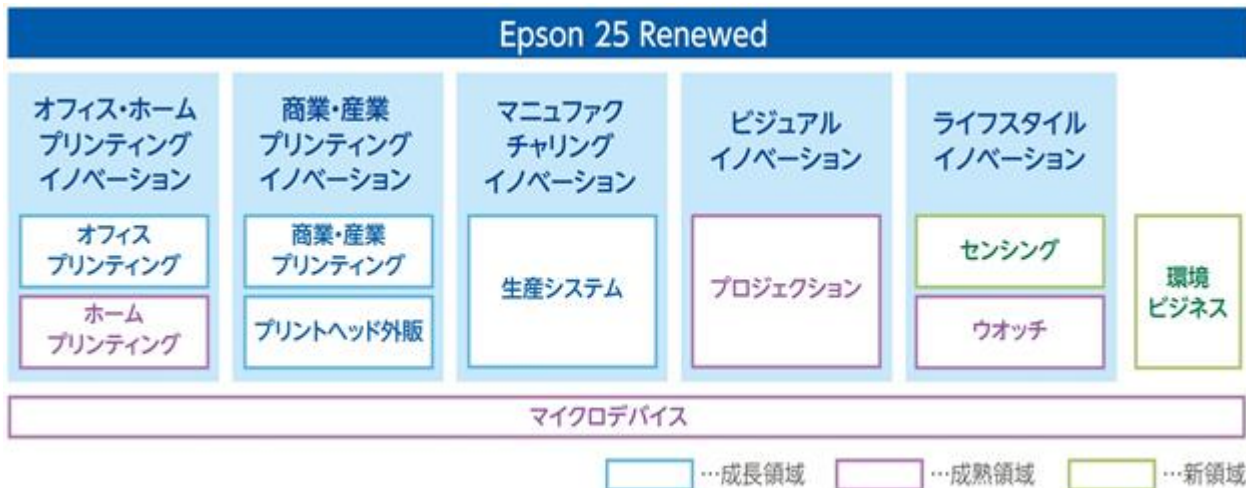 Epson 25 Renewed
オフィス・ホーム
プリンティング
イノベーション
オフィス
プリンティング
ホーム
プリンティング
商業・産業
プリンティング
イノベーション
商業・産業
プリンティング
プリントヘッド外販
マニュファク
チャリング
イノベーション
生産システム
ビジュアル
イノベーション
プロジェクション
ライフスタイル
イノベーション
センシング
ウオッチ
環境
ビジネス
マイクロデバイス
…成長領域 …成熟領域 …新領域